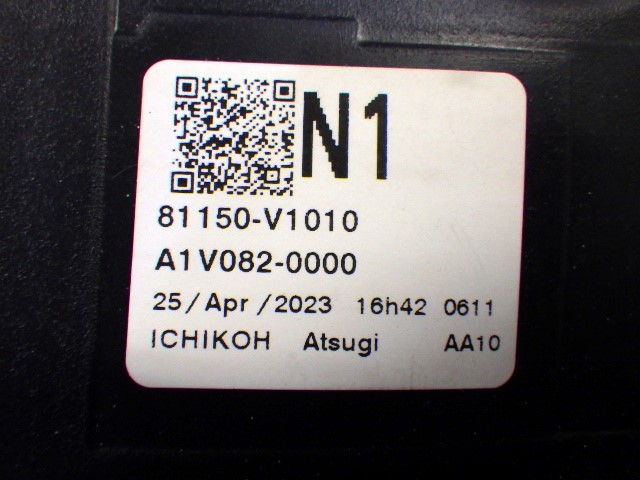 N1
81150-V1010
A1V082-0000
25/Apr/2023 16h42 0611
ICHIKOH Atsugi AA10